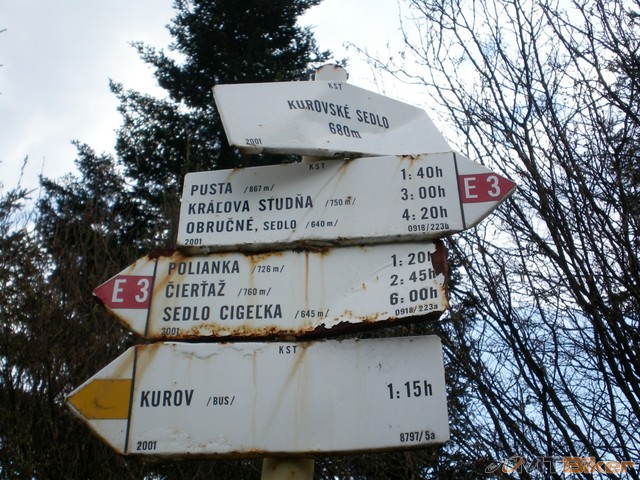 KST
KUROVSKÉ SEDLO
680m
2001
KST
PUSTA /867 m/ 1:40h
KRÁĽOVA STUDŇA /750 m/ 3:00h
OBRUČNÉ, SEDLO /640 m/ 4:20h
E 3
2001 0918/223b
POLIANKA /726 m/ 1:20h
E 3
ČIERŤAŽ /760 m/ 2:45h
SEDLO CIGEĽKA /645 m/ 6:00h
2001 0918/223a
KST
KUROV /BUS/ 1:15h
2001 8797/5a
MTBiker